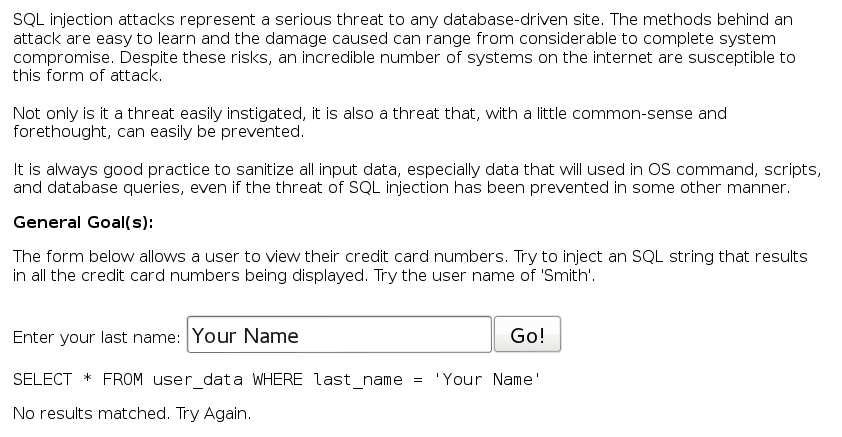 SQL injection attacks represent a serious threat to any database-driven site. The methods behind an
attack are easy to learn and the damage caused can range from considerable to complete system
compromise. Despite these risks, an incredible number of systems on the internet are susceptible to
this form of attack.
Not only is it a threat easily instigated, it is also a threat that, with a little common-sense and
forethought, can easily be prevented.
It is always good practice to sanitize all input data, especially data that will used in OS command, scripts,
and database queries, even if the threat of SQL injection has been prevented in some other manner.
General Goal(s):
The form below allows a user to view their credit card numbers. Try to inject an SQL string that results
in all the credit card numbers being displayed. Try the user name of 'Smith'.
Enter your last name: Your Name Go!
SELECT * FROM user_data WHERE last_name = 'Your Name'
No results matched. Try Again.